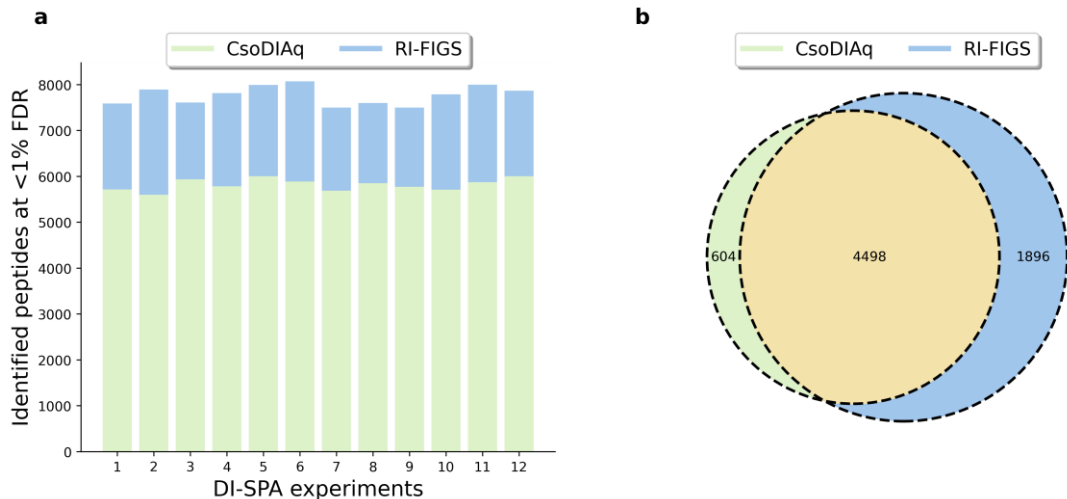 a
CsoDIAq RI-FIGS
8000
7000
6000
5000
4000
3000
2000
1000
0
Identified peptides at <1% FDR
1 2 3 4 5 6 7 8 9 10 11 12
DI-SPA experiments
b
CsoDIAq RI-FIGS
604 4498 1896